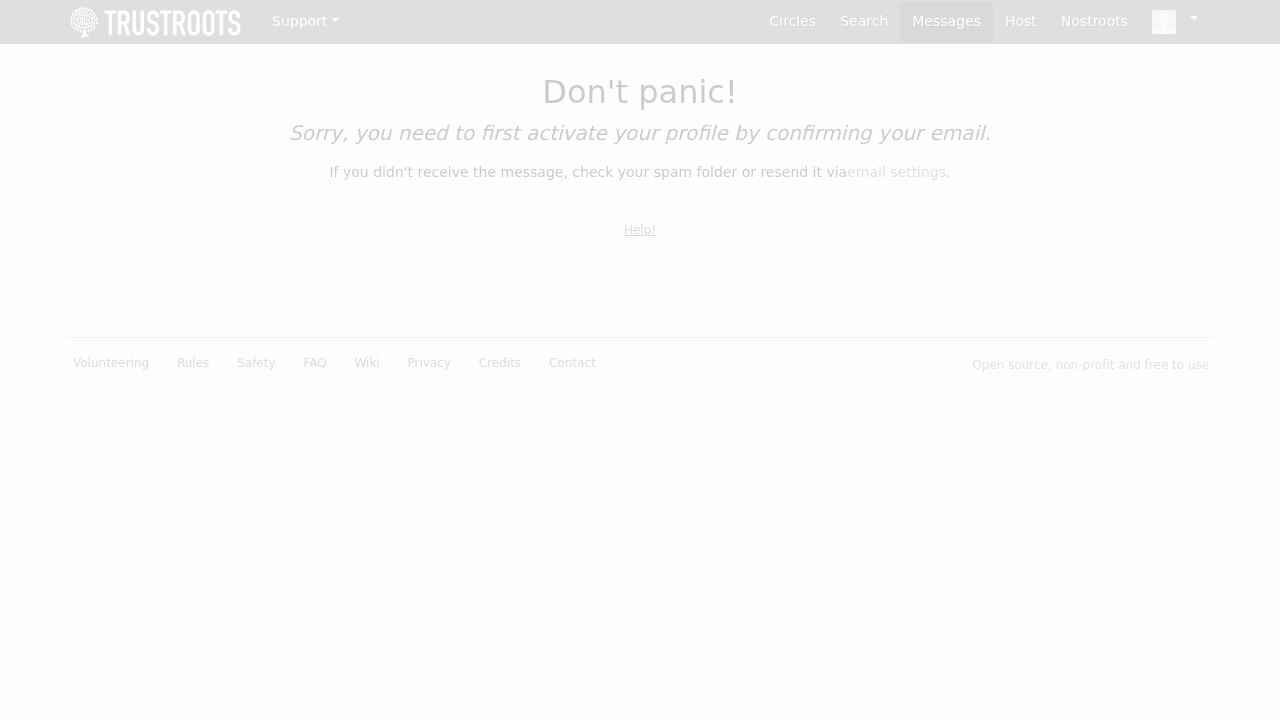 TRUSTROOTS Support Circles Search Messages Host Nostroots
Don't panic!
Sorry, you need to first activate your profile by confirming your email.
If you didn't receive the message, check your spam folder or resend it viaemail settings.
Help!
Volunteering · Rules · Safety · FAQ · Wiki · Privacy · Credits · Contact
Open source, non-profit and free to use.